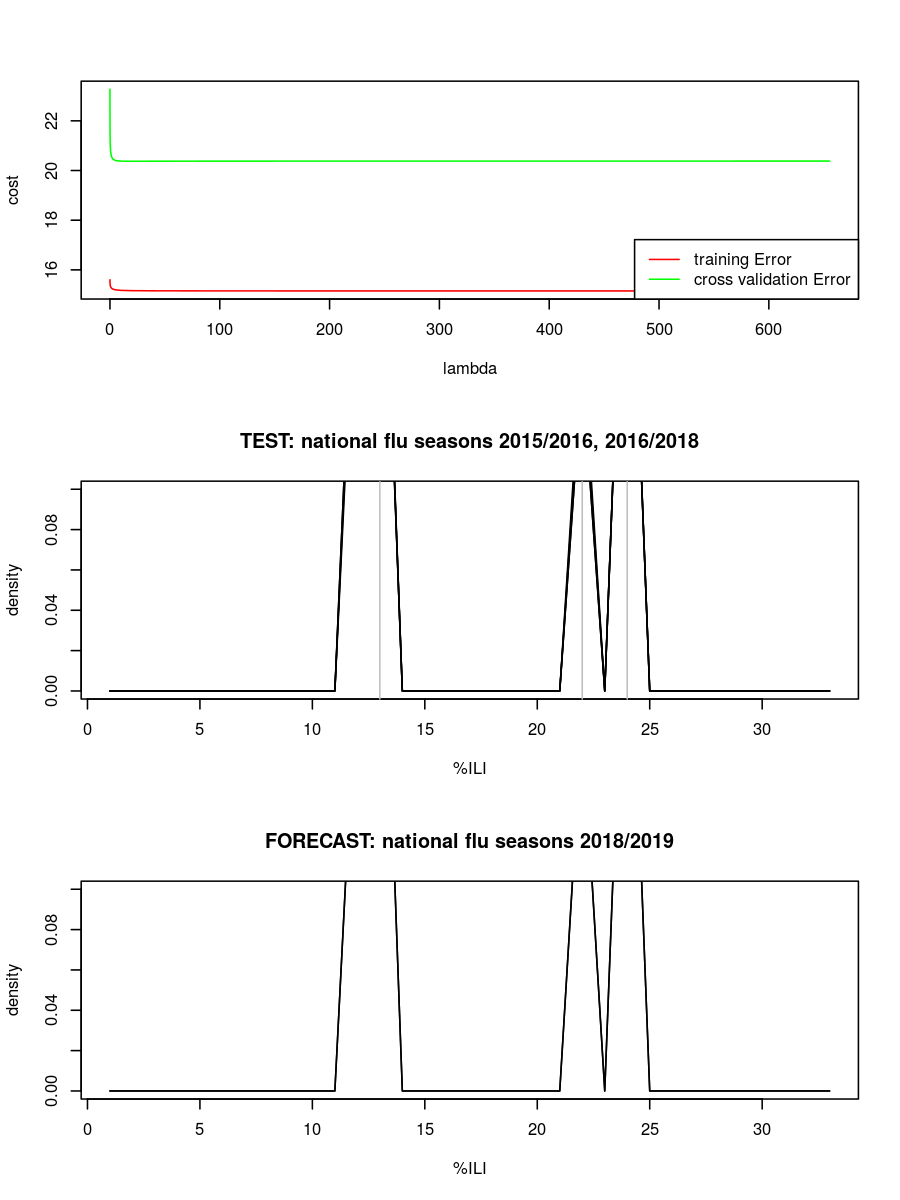 22
20
18
16
cost
training Error
cross validation Error
0 100 200 300 400 500 600
lambda
TEST: national flu seasons 2015/2016, 2016/2018
0.08
0.04
0.00
density
0 5 10 15 20 25 30
%ILI
FORECAST: national flu seasons 2018/2019
0.08
0.04
0.00
density
0 5 10 15 20 25 30
%ILI